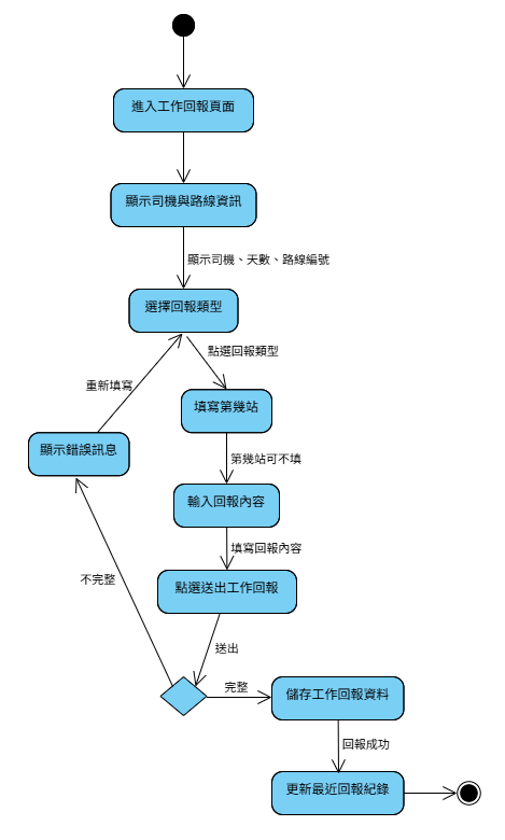 進入工作回報頁面
顯示司機與路線資訊
顯示司機、天數、路線編號
選擇回報類型
點選回報類型
重新填寫
填寫第幾站
顯示錯誤訊息
第幾站可不填
輸入回報內容
填寫回報內容
不完整
點選送出工作回報
送出
完整
儲存工作回報資料
回報成功
更新最近回報紀錄